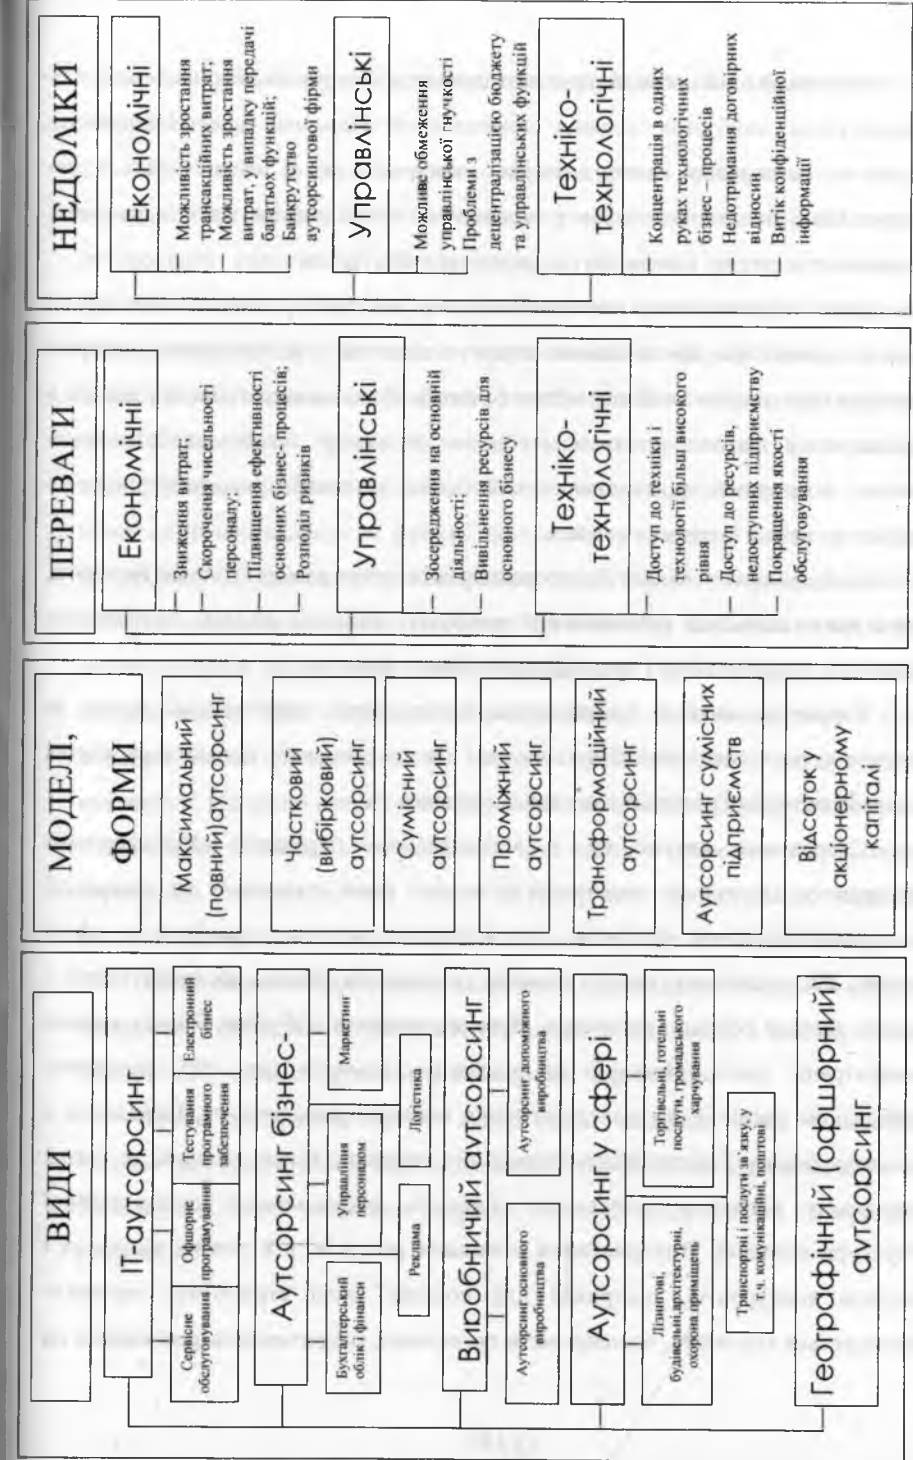 ВИДИ
ІТ-аутсорсинг
Сервісне
обслуговування
Офшорне
програмування
Тестування
програмного
забезпечення
Електронний
бізнес
Аутсорсинг бізнес-
Бухгалтерський
облік і фінанси
Управління
персоналом
Маркетинг
Реклама
Логістика
Виробничий аутсорсинг
Аутсорсинг основного
виробництва
Аутсорсинг допоміжного
виробництва
Аутсорсинг у сфері
Лізингові,
будівельні,архітектурні,
охорона приміщень
Торгівельні, готельні
послуги, громадського
харчування
Транспорні і послуги зв'язку, у
т.ч. комунікаційні, поштові
Географічний (офшорний)
аутсорсинг
МОДЕЛІ,
ФОРМИ
Максимальний
(повний)аутсорсинг
Частковий
(вибірковий)
аутсорсинг
Сумісний
аутсорсинг
Проміжний
аутсорсинг
Трансформаційний
аутсорсинг
Аутсорсинг сумісних
підприємств
Відсоток в
акціонерному
капіталі
ПЕРЕВАГИ
Економічні
Зниження витрат;
Скорочення чисельності
персоналу;
Підвищення ефективності
основних бізнес-процесів;
Розподіл ризиків
Управлінські
Зосередження на основній
діяльності;
Вивільнення ресурсів для
основного бізнесу
Техніко-
технологічні
Доступ до техніки і
технології більш високого
рівня
доступ до ресурсів,
недоступних підприємству
Покращення якості
обслуговування
НЕДОЛІКИ
Економічні
Можливість зростання
трансакційних витрат;
Можливість зростання
витрат, у випадку передачі
багатьох функцій;
Банкрутство
аутсорсингової фірми
Управлінські
Можливе обмеження
управлінської гнучкості
Проблеми з
децентралізацією бюджету
та управлінських функцій
Техніко-
технологічні
Концентрація в одних
руках технологічних
бізнес – процесів
Недотримання договірних
відносин
Витік конфіденційної
інформації